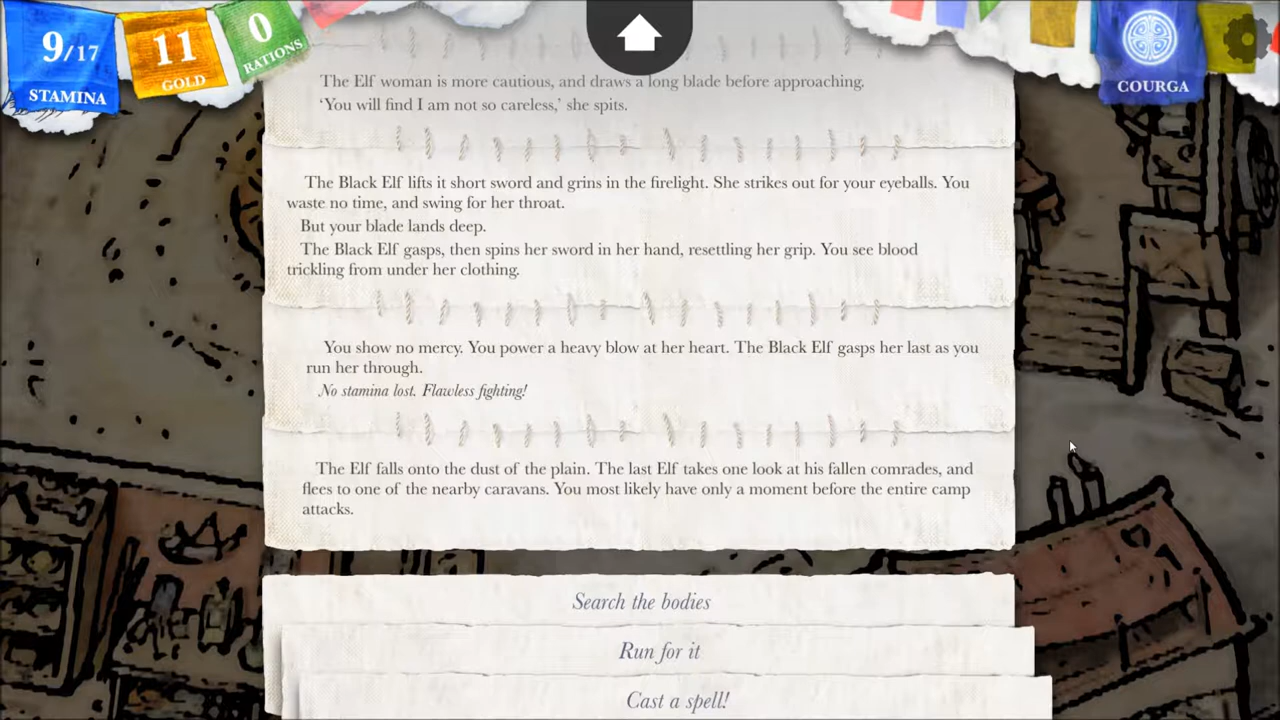 9/17
STAMINA
11
GOLD
0
RATIONS
COURGA
The Elf woman is more cautious, and draws a long blade before approaching.
‘You will find I am not so careless,’ she spits.
The Black Elf lifts it short sword and grins in the firelight. She strikes out for your eyeballs. You
waste no time, and swing for her throat.
But your blade lands deep.
The Black Elf gasps, then spins her sword in her hand, resettling her grip. You see blood
trickling from under her clothing.
You show no mercy. You power a heavy blow at her heart. The Black Elf gasps her last as you
run her through.
No stamina lost. Flawless fighting!
The Elf falls onto the dust of the plain. The last Elf takes one look at his fallen comrades, and
flees to one of the nearby caravans. You most likely have only a moment before the entire camp
attacks.
Search the bodies
Run for it
Cast a spell!